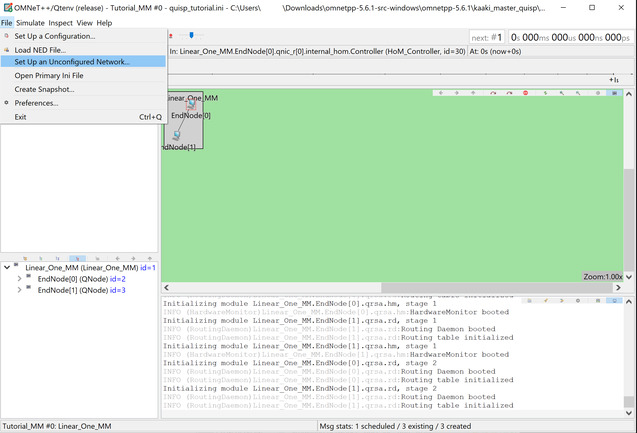 OMNeT++/Qtenv (release) - Tutorial_MM #0 - quisp_tutorial.ini - C:\Users\ \Downloads\omnetpp-5.6.1-src-windows\omnetpp-5.6.1\kaaki_master_quisp\
File Simulate Inspect View Help
Set Up a Configuration...
Load NED File...
Set Up an Unconfigured Network...
Open Primary Ini File
Create Snapshot...
Preferences...
Exit Ctrl+Q
next: #1 0s 000ms 000us 000ns 000ps
In: Linear_One_MM.EndNode[0].qnic_r[0].internal_hom.Controller (HoM_Controller, id=30) At: 0s (now+0s)
+1s
Linear_One_MM
EndNode[0]
ndNode[1]
Zoom:1.00x
Linear_One_MM (Linear_One_MM) id=1
EndNode[0] (QNode) id=2
EndNode[1] (QNode) id=3
Initializing module Linear_One_MM.EndNode[0].qrsa.hm, stage 1
INFO (HardwareMonitor)Linear_One_MM.EndNode[0].qrsa.hm:HardwareMonitor booted
Initializing module Linear_One_MM.EndNode[1].qrsa.rd, stage 1
INFO (RoutingDaemon)Linear_One_MM.EndNode[1].qrsa.rd:Routing Daemon booted
INFO (RoutingDaemon)Linear_One_MM.EndNode[1].qrsa.rd:Routing table initialized
Initializing module Linear_One_MM.EndNode[1].qrsa.hm, stage 1
INFO (HardwareMonitor)Linear_One_MM.EndNode[1].qrsa.hm:HardwareMonitor booted
Initializing module Linear_One_MM.EndNode[0].qrsa.rd, stage 2
INFO (RoutingDaemon)Linear_One_MM.EndNode[0].qrsa.rd:Routing Daemon booted
INFO (RoutingDaemon)Linear_One_MM.EndNode[0].qrsa.rd:Routing table initialized
Initializing module Linear_One_MM.EndNode[1].qrsa.rd, stage 2
INFO (RoutingDaemon)Linear_One_MM.EndNode[1].qrsa.rd:Routing Daemon booted
INFO (RoutingDaemon)Linear_One_MM.EndNode[1].qrsa.rd:Routing table initialized
Tutorial_MM #0: Linear_One_MM Msg stats: 1 scheduled / 3 existing / 3 created